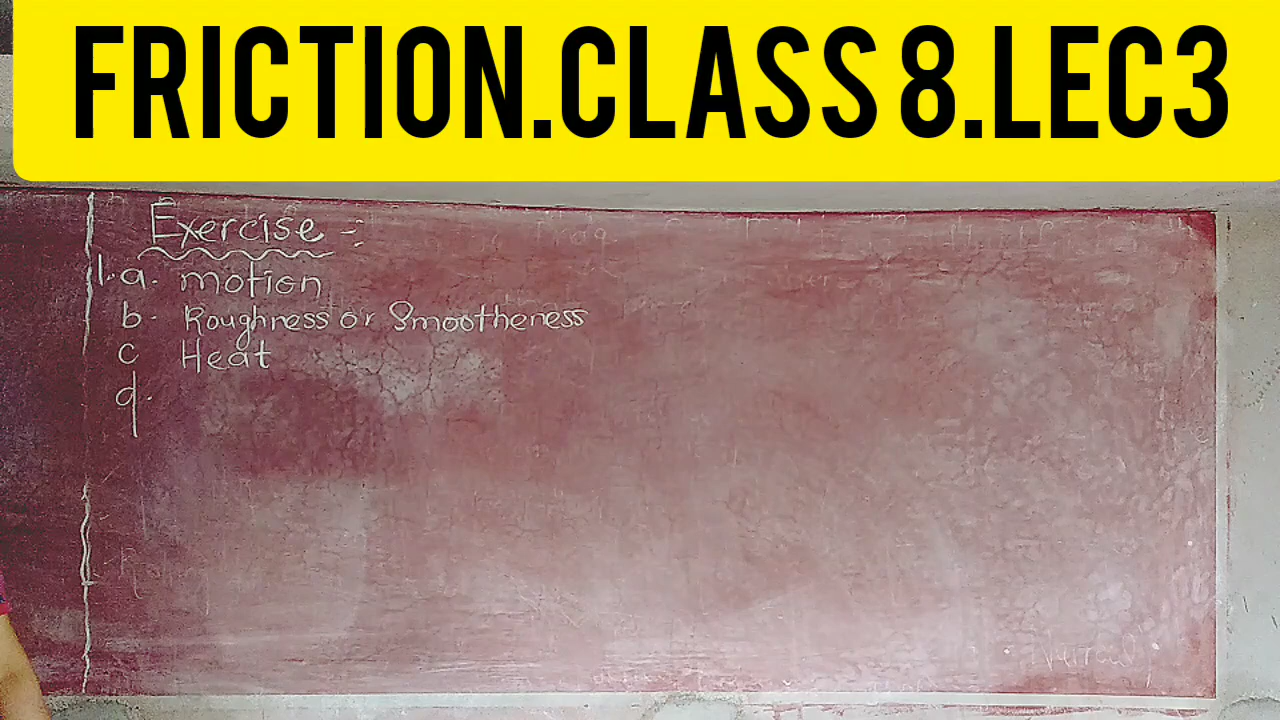 FRICTION.CLASS 8.LEC3
Exercise -:
1. a. motion
b. Roughness or Smootheness
c Heat
d.